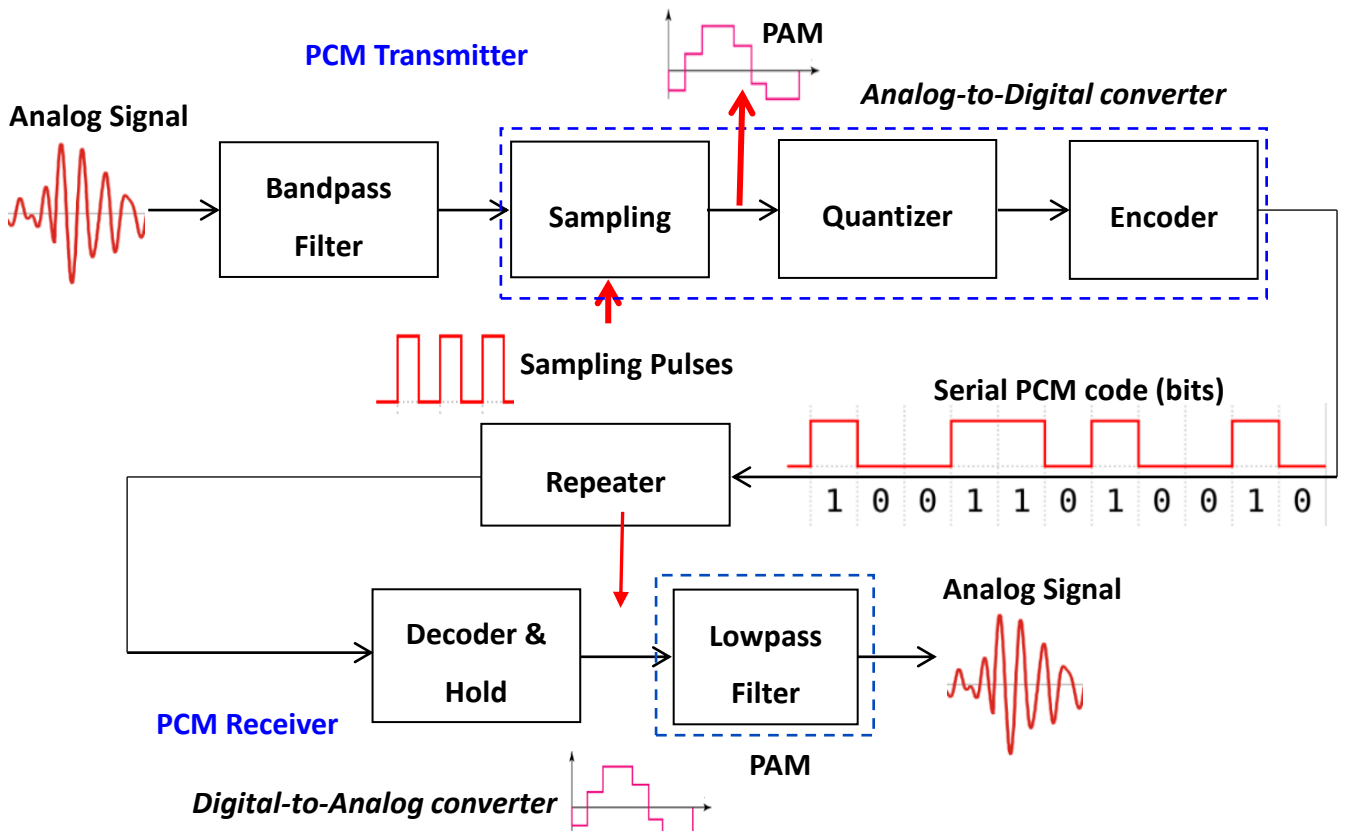 PCM Transmitter
PAM
Analog-to-Digital converter
Analog Signal
Bandpass
Filter
Sampling
Quantizer
Encoder
Sampling Pulses
Serial PCM code (bits)
Repeater
1 0 0 1 1 0 1 0 0 1 0
Analog Signal
Decoder &
Hold
Lowpass
Filter
PCM Receiver
PAM
Digital-to-Analog converter